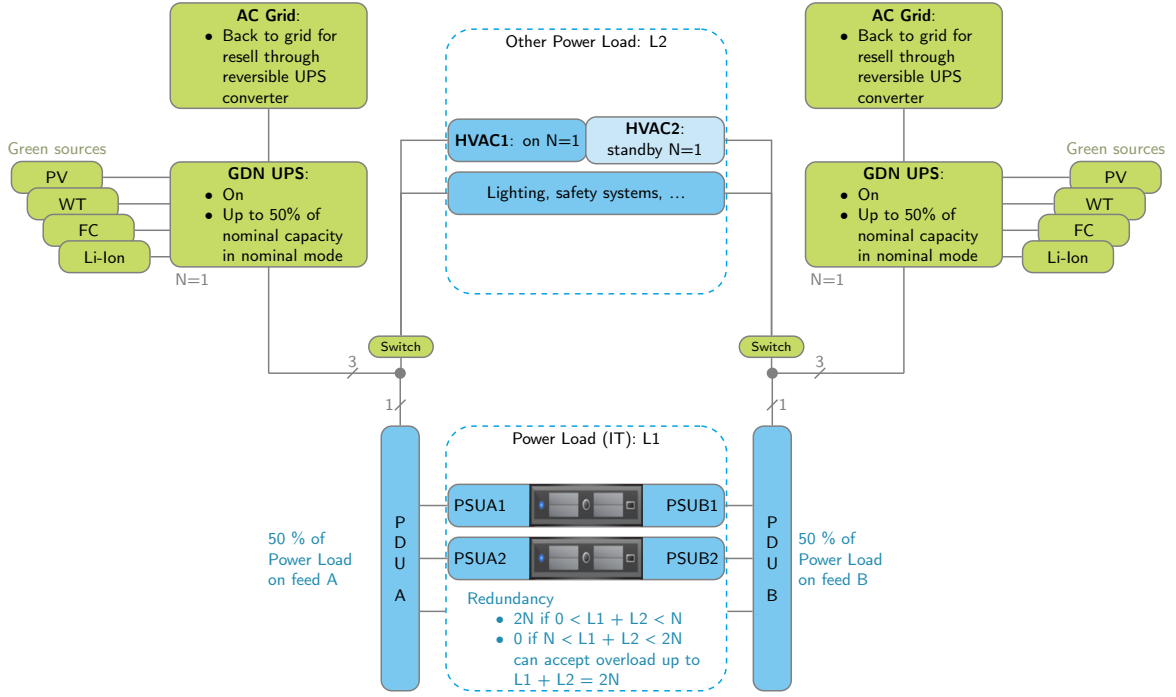 AC Grid:
• Back to grid for
resell through
reversible UPS
converter
Other Power Load: L2
AC Grid:
• Back to grid for
resell through
reversible UPS
converter
HVAC1: on N=1
HVAC2:
standby N=1
Lighting, safety systems, ...
Green sources
PV
WT
FC
Li-Ion
GDN UPS:
• On
• Up to 50% of
nominal capacity
in nominal mode
N=1
GDN UPS:
• On
• Up to 50% of
nominal capacity
in nominal mode
N=1
Green sources
PV
WT
FC
Li-Ion
Switch
Switch
3
3
1
1
Power Load (IT): L1
PSUA1
PSUB1
PSUA2
PSUB2
P
D
U
A
P
D
U
B
50 % of
Power Load
on feed A
50 % of
Power Load
on feed B
Redundancy
• 2N if 0 < L1 + L2 < N
• 0 if N < L1 + L2 < 2N
can accept overload up to
L1 + L2 = 2N